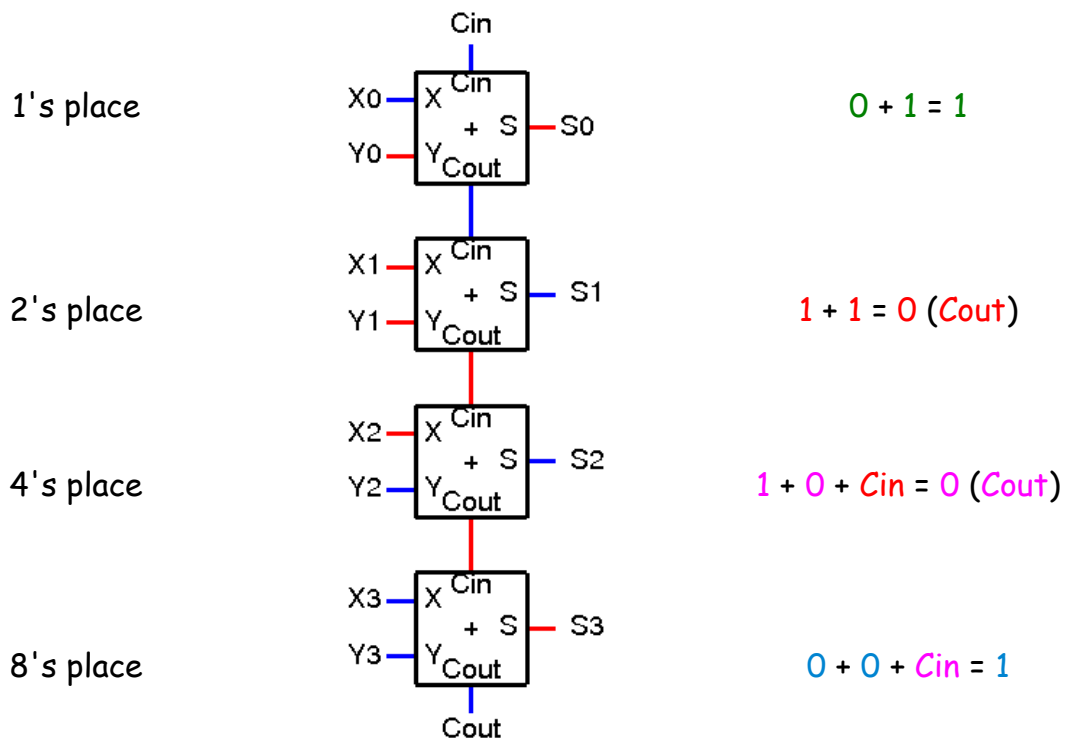 Cin
1's place
X0 X Cin
+ S S0
Y0 Y Cout
0 + 1 = 1
2's place
X1 X Cin
+ S S1
Y1 Y Cout
1 + 1 = 0 (Cout)
4's place
X2 X Cin
+ S S2
Y2 Y Cout
1 + 0 + Cin = 0 (Cout)
8's place
X3 X Cin
+ S S3
Y3 Y Cout
0 + 0 + Cin = 1
Cout